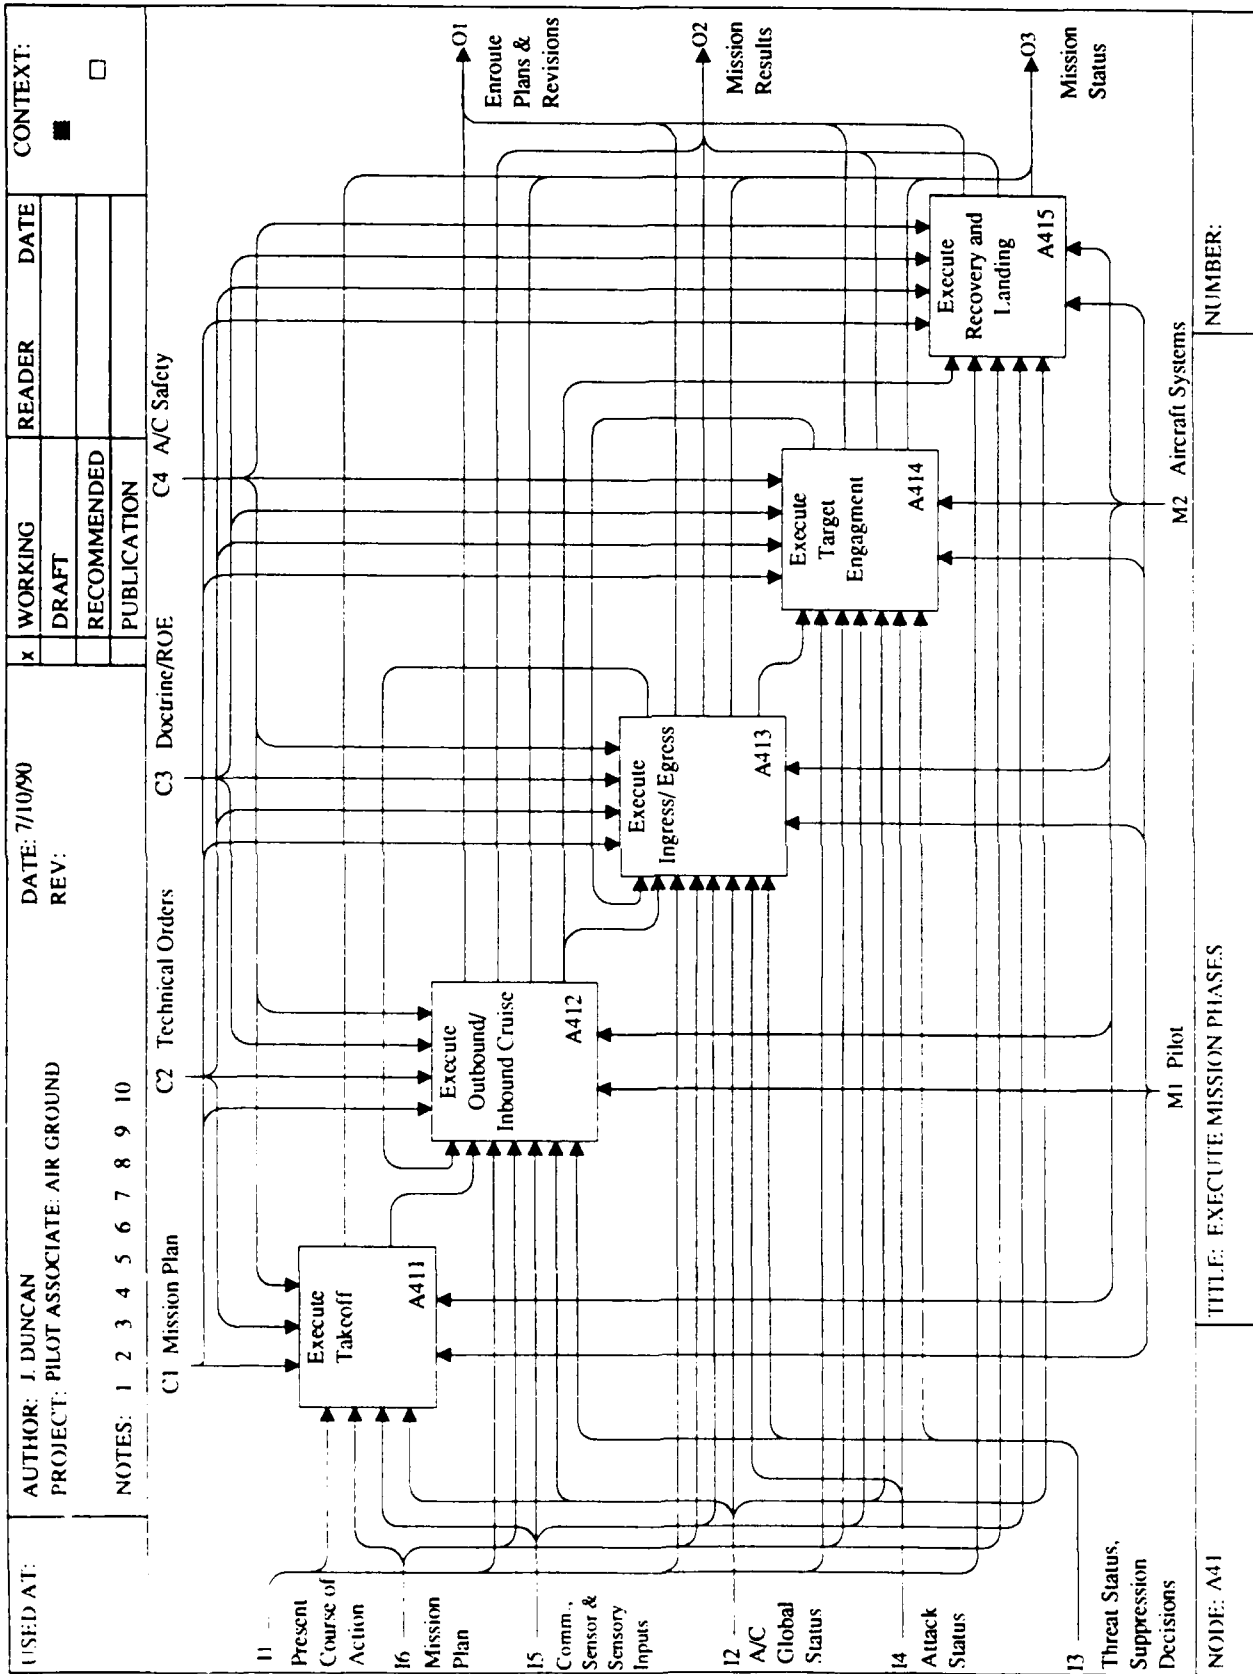 USED AT:
AUTHOR: J. DUNCAN
PROJECT: PILOT ASSOCIATE: AIR GROUND
NOTES: 1 2 3 4 5 6 7 8 9 10
DATE: 7/10/90
REV:
x WORKING
DRAFT
RECOMMENDED
PUBLICATION
READER DATE
CONTEXT:
C1 Mission Plan
C2 Technical Orders
C3 Doctrine/ROE
C4 A/C Safety
I1
Present
Course of
Action
I6
Mission
Plan
I5
Comm.,
Sensor &
Sensory
Inputs
I2
A/C
Global
Status
I4
Attack
Status
I3
Threat Status,
Suppression
Decisions
Execute
Takeoff
A411
Execute
Outbound/
Inbound Cruise
A412
Execute
Ingress/ Egress
A413
Execute
Target
Engagment
A414
Execute
Recovery and
Landing
A415
O1
Enroute
Plans &
Revisions
O2
Mission
Results
O3
Mission
Status
M1 Pilot
M2 Aircraft Systems
NODE: A41
TITLE: EXECUTE MISSION PHASES
NUMBER: